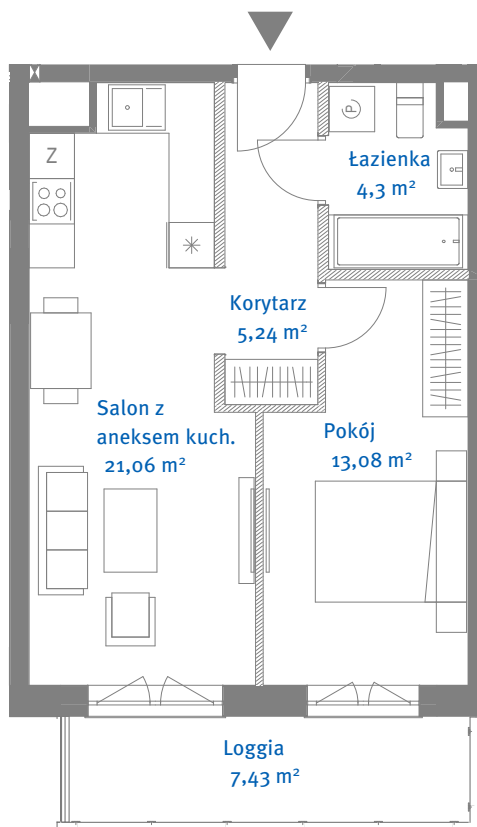 Z
P
Łazienka
4,3 m²
Korytarz
5,24 m²
Salon z
aneksem kuch.
21,06 m²
Pokój
13,08 m²
Loggia
7,43 m²